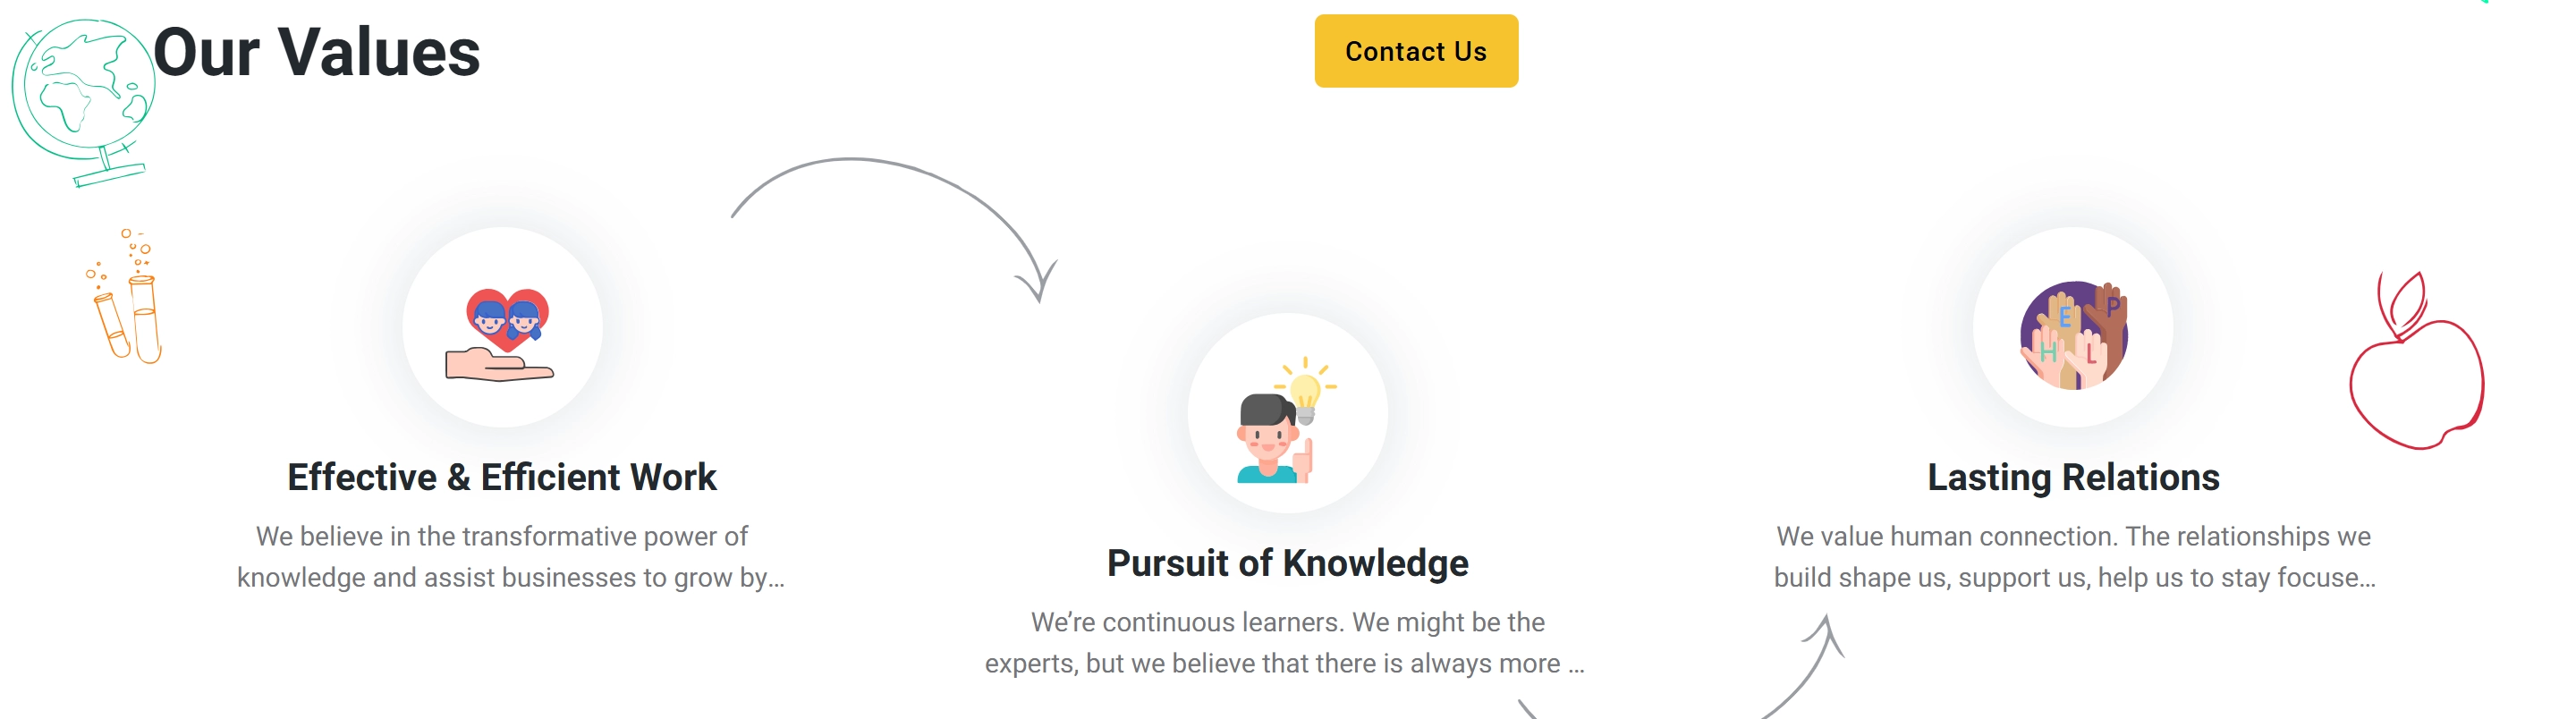 Our Values
Contact Us
Effective & Efficient Work
We believe in the transformative power of
knowledge and assist businesses to grow by...
Pursuit of Knowledge
We’re continuous learners. We might be the
experts, but we believe that there is always more ...
H E L P
Lasting Relations
We value human connection. The relationships we
build shape us, support us, help us to stay focuse...